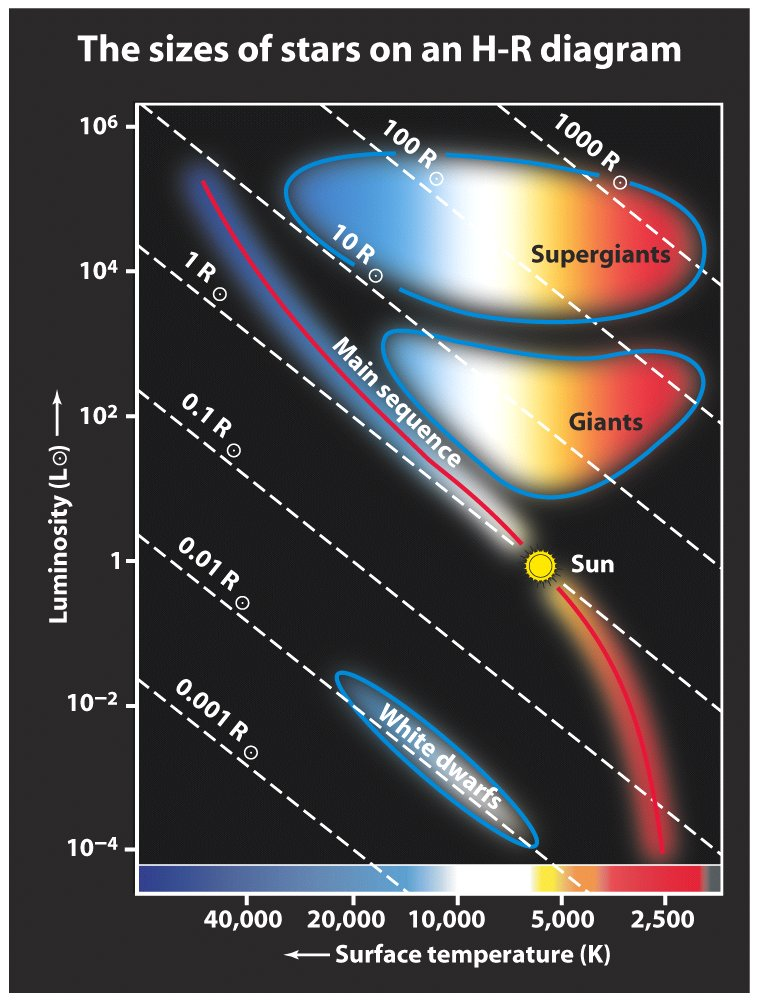 The sizes of stars on an H-R diagram
10⁶
10⁴
10²
1
10⁻²
10⁻⁴
Luminosity (L⊙) →
1000 R⊙
100 R⊙
10 R⊙
1 R⊙
0.1 R⊙
0.01 R⊙
0.001 R⊙
Supergiants
Giants
Main sequence
Sun
White dwarfs
40,000 20,000 10,000 5,000 2,500
← Surface temperature (K)